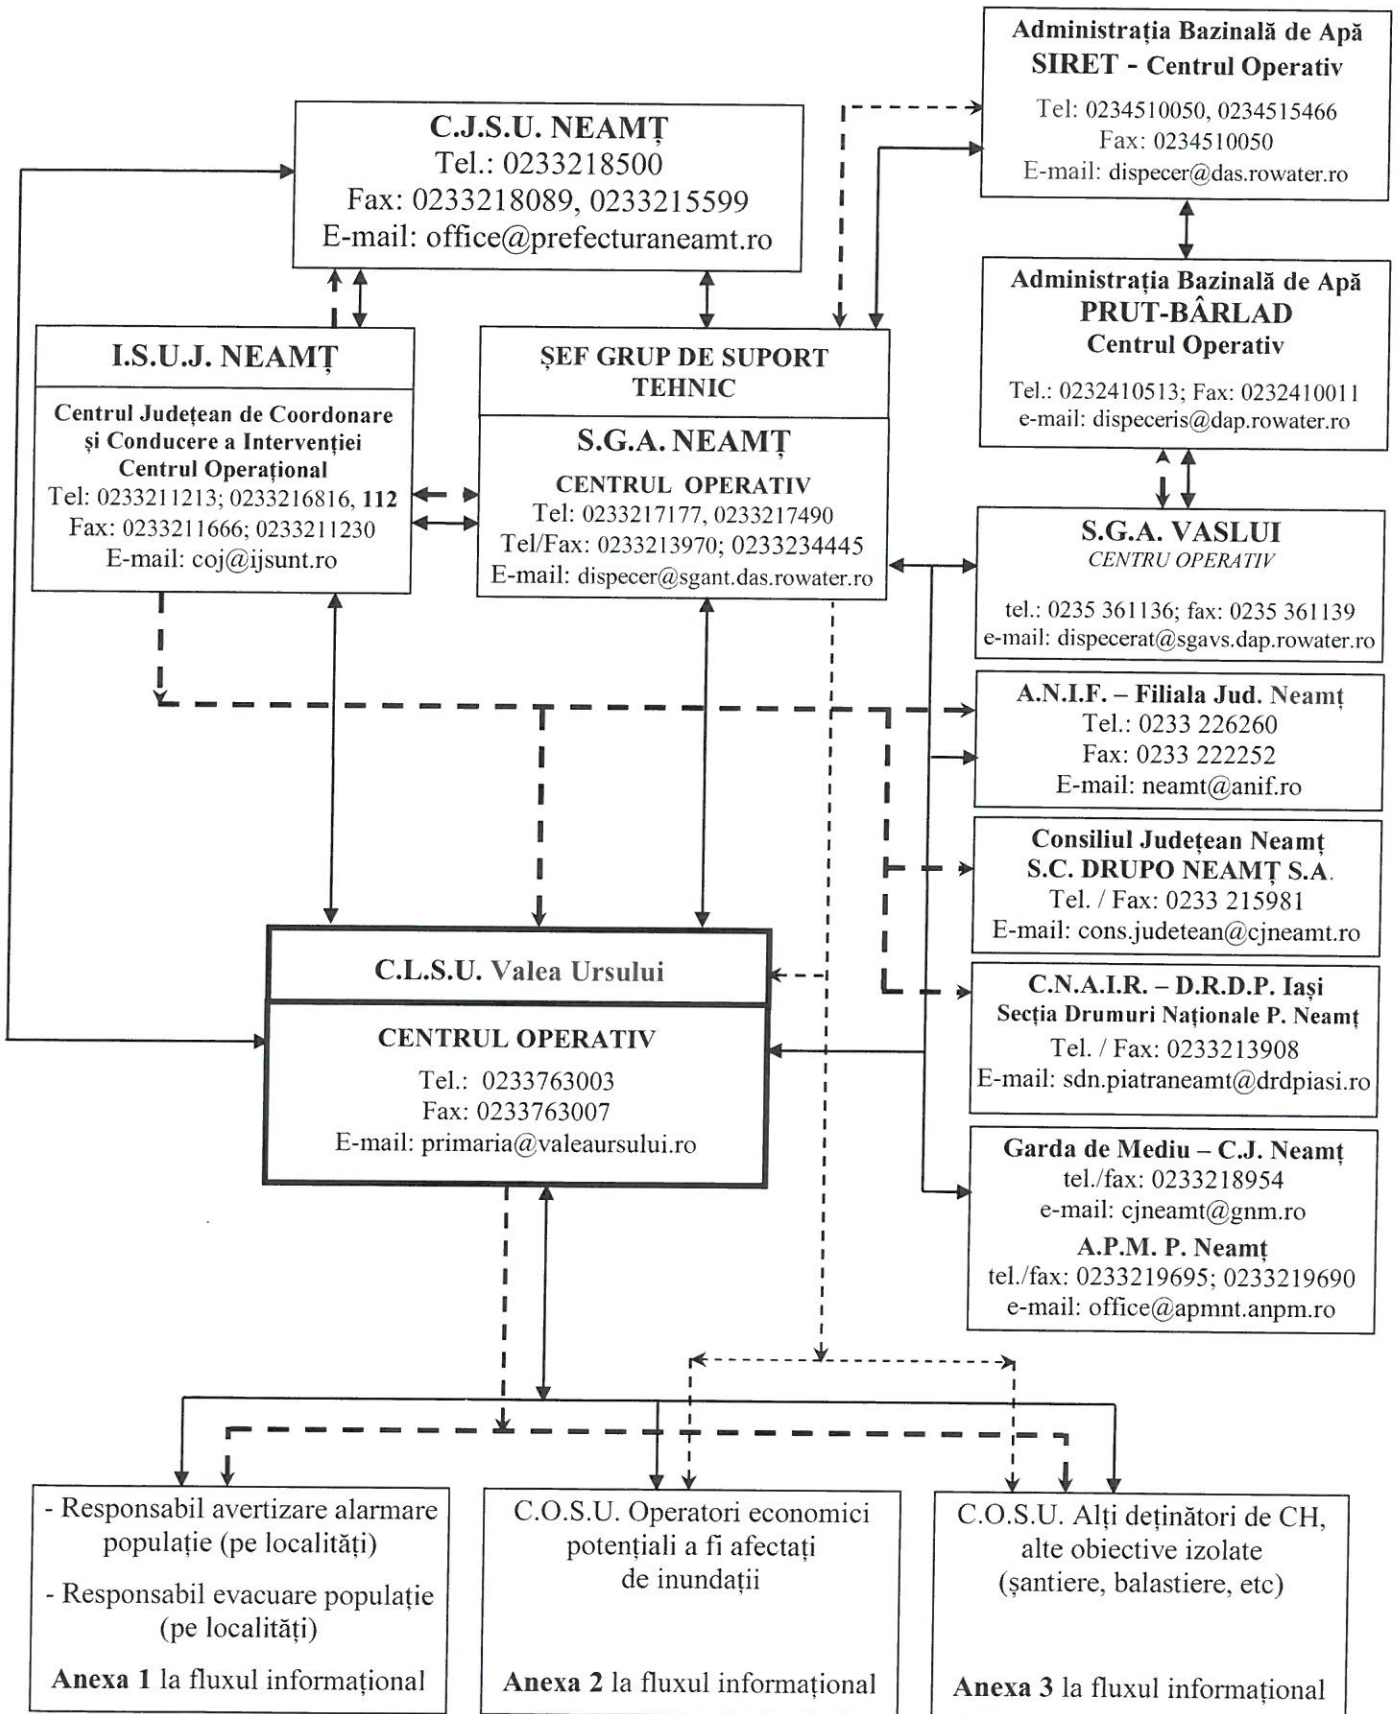 Administrația Bazinală de Apă
SIRET - Centrul Operativ
Tel: 0234510050, 0234515466
Fax: 0234510050
E-mail: dispecer@das.rowater.ro
C.J.S.U. NEAMȚ
Tel.: 0233218500
Fax: 0233218089, 0233215599
E-mail: office@prefecturaneamt.ro
Administrația Bazinală de Apă
PRUT-BÂRLAD
Centrul Operativ
Tel.: 0232410513; Fax: 0232410011
e-mail: dispeceris@dap.rowater.ro
I.S.U.J. NEAMȚ
Centrul Județean de Coordonare
și Conducere a Intervenției
Centrul Operațional
Tel: 0233211213; 0233216816, 112
Fax: 0233211666; 0233211230
E-mail: coj@ijsunt.ro
ȘEF GRUP DE SUPORT
TEHNIC
S.G.A. NEAMȚ
CENTRUL OPERATIV
Tel: 0233217177, 0233217490
Tel/Fax: 0233213970; 0233234445
E-mail: dispecer@sgant.das.rowater.ro
S.G.A. VASLUI
CENTRU OPERATIV
tel.: 0235 361136; fax: 0235 361139
e-mail: dispecerat@sgavs.dap.rowater.ro
A.N.I.F. – Filiala Jud. Neamț
Tel.: 0233 226260
Fax: 0233 222252
E-mail: neamt@anif.ro
Consiliul Județean Neamț
S.C. DRUPO NEAMȚ S.A.
Tel. / Fax: 0233 215981
E-mail: cons.judetean@cjneamt.ro
C.L.S.U. Valea Ursului
CENTRUL OPERATIV
Tel.: 0233763003
Fax: 0233763007
E-mail: primaria@valeaursului.ro
C.N.A.I.R. – D.R.D.P. Iași
Secția Drumuri Naționale P. Neamț
Tel. / Fax: 0233213908
E-mail: sdn.piatraneamt@drdpiasi.ro
Garda de Mediu – C.J. Neamț
tel./fax: 0233218954
e-mail: cjneamt@gnm.ro
A.P.M. P. Neamț
tel./fax: 0233219695; 0233219690
e-mail: office@apmnt.anpm.ro
- Responsabil avertizare alarmare
populație (pe localități)
- Responsabil evacuare populație
(pe localități)
Anexa 1 la fluxul informațional
C.O.S.U. Operatori economici
potențiali a fi afectați
de inundații
Anexa 2 la fluxul informațional
C.O.S.U. Alți deținători de CH,
alte obiective izolate
(șantiere, balastiere, etc)
Anexa 3 la fluxul informațional